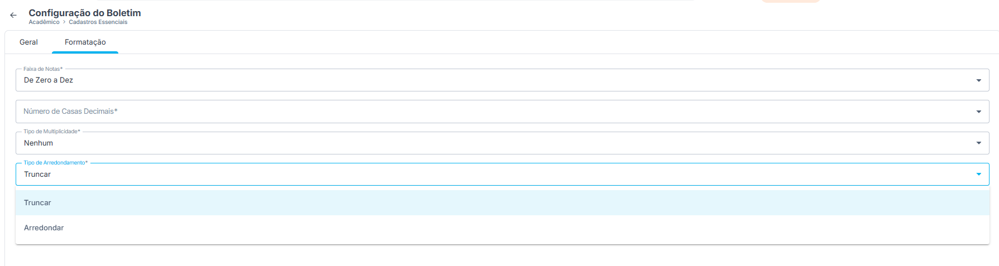 Configuração do Boletim
Acadêmico > Cadastros Essenciais
Geral Formatação
Faixa de Notas*
De Zero a Dez
Número de Casas Decimais*
Tipo de Multiplicidade*
Nenhum
Tipo de Arredondamento*
Truncar
Truncar
Arredondar